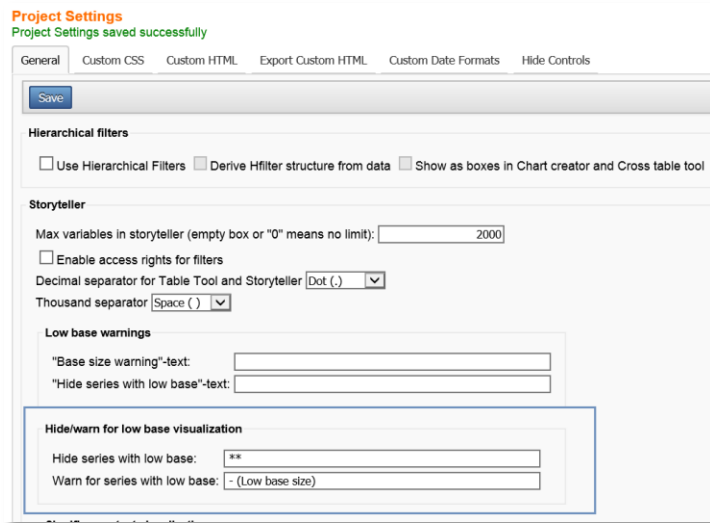 Project Settings
Project Settings saved successfully
General Custom CSS Custom HTML Export Custom HTML Custom Date Formats Hide Controls
Save
Hierarchical filters
Use Hierarchical Filters Derive Hfilter structure from data Show as boxes in Chart creator and Cross table tool
Storyteller
Max variables in storyteller (empty box or "0" means no limit): 2000
Enable access rights for filters
Decimal separator for Table Tool and Storyteller Dot (.)
Thousand separator Space ( )
Low base warnings
"Base size warning"-text:
"Hide series with low base"-text:
Hide/warn for low base visualization
Hide series with low base: **
Warn for series with low base: - (Low base size)